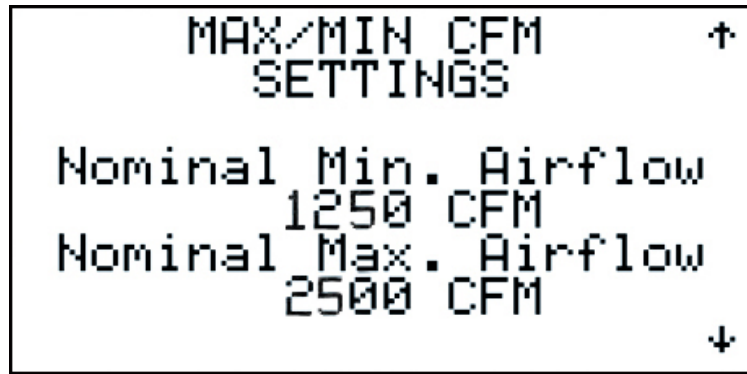 MAX/MIN CFM ↑
SETTINGS
Nominal Min. Airflow
1250 CFM
Nominal Max. Airflow
2500 CFM
↓